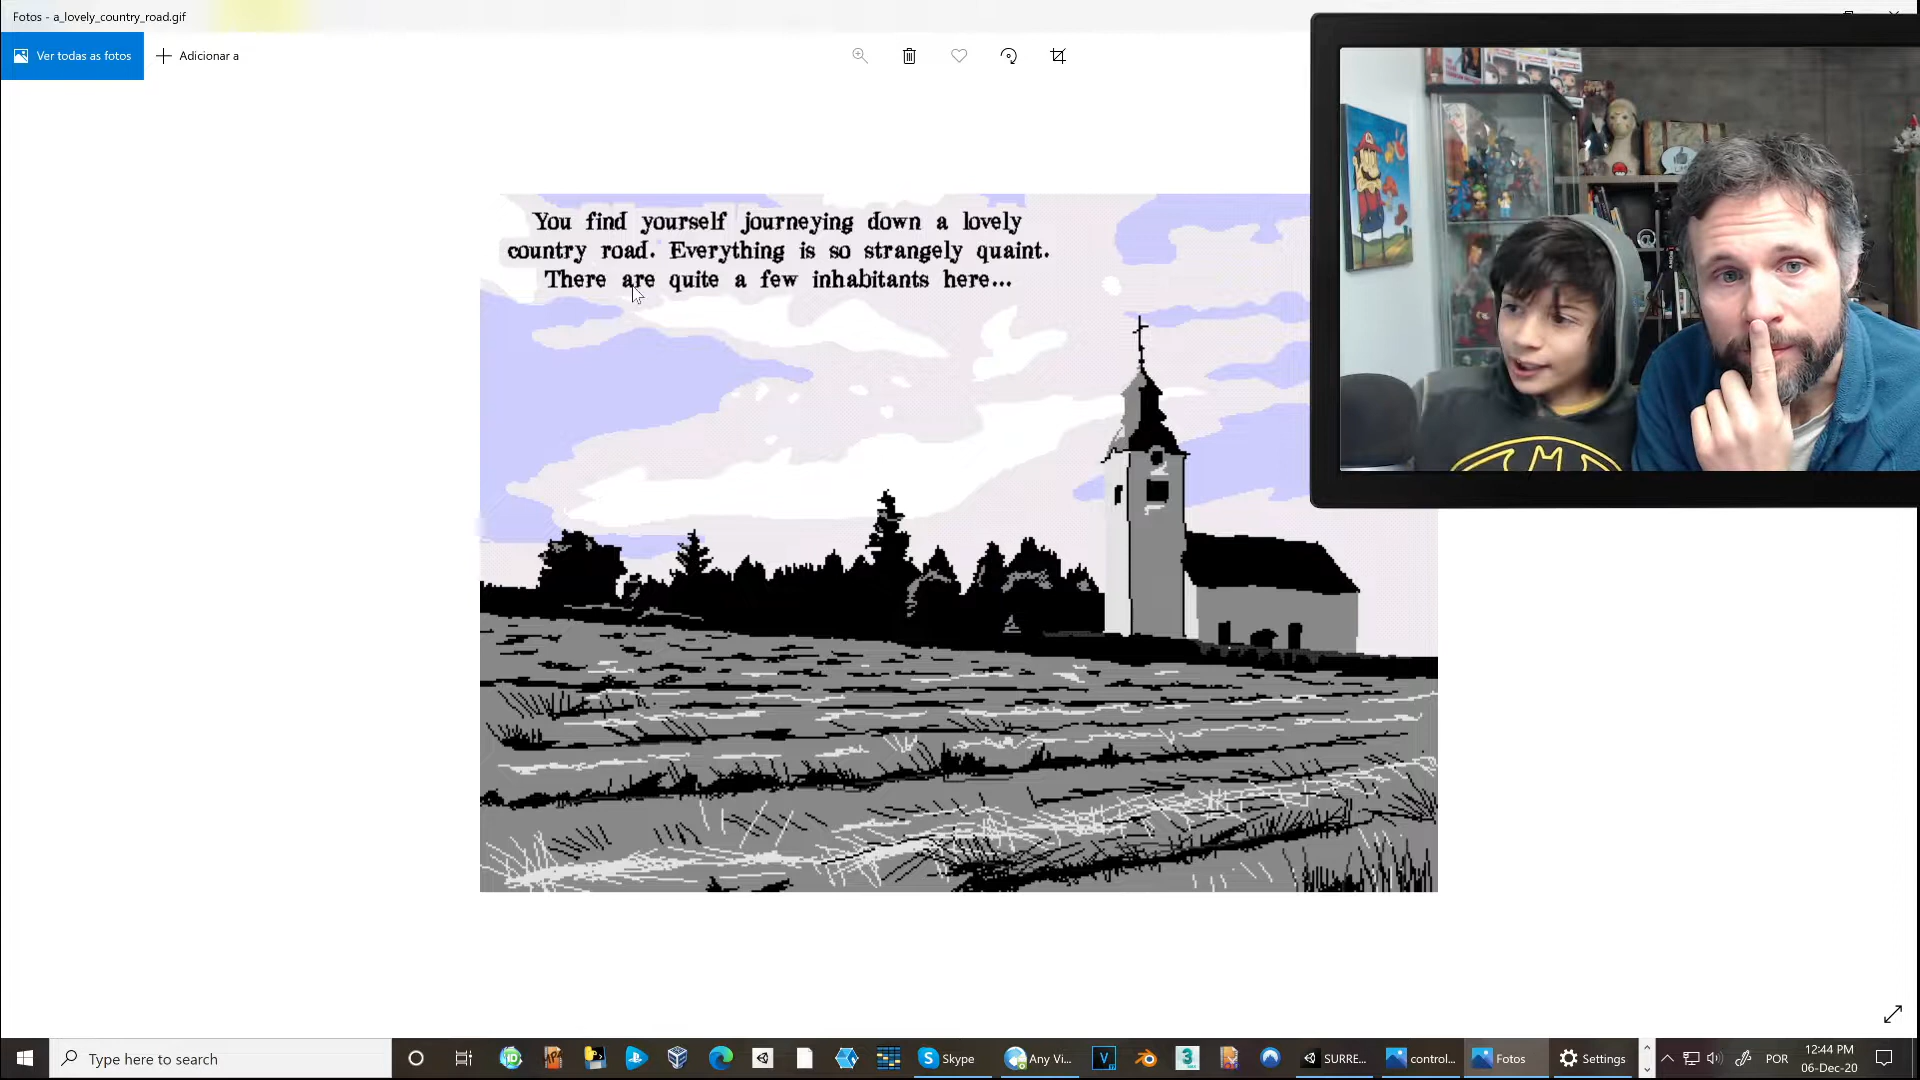 Fotos - a_lovely_country_road.gif
Ver todas as fotos
Adicionar a
You find yourself journeying down a lovely
country road. Everything is so strangely quaint.
There are quite a few inhabitants here...
Type here to search
Skype
Any Vi...
SURRE...
control...
Fotos
Settings
POR
12:44 PM
06-Dec-20